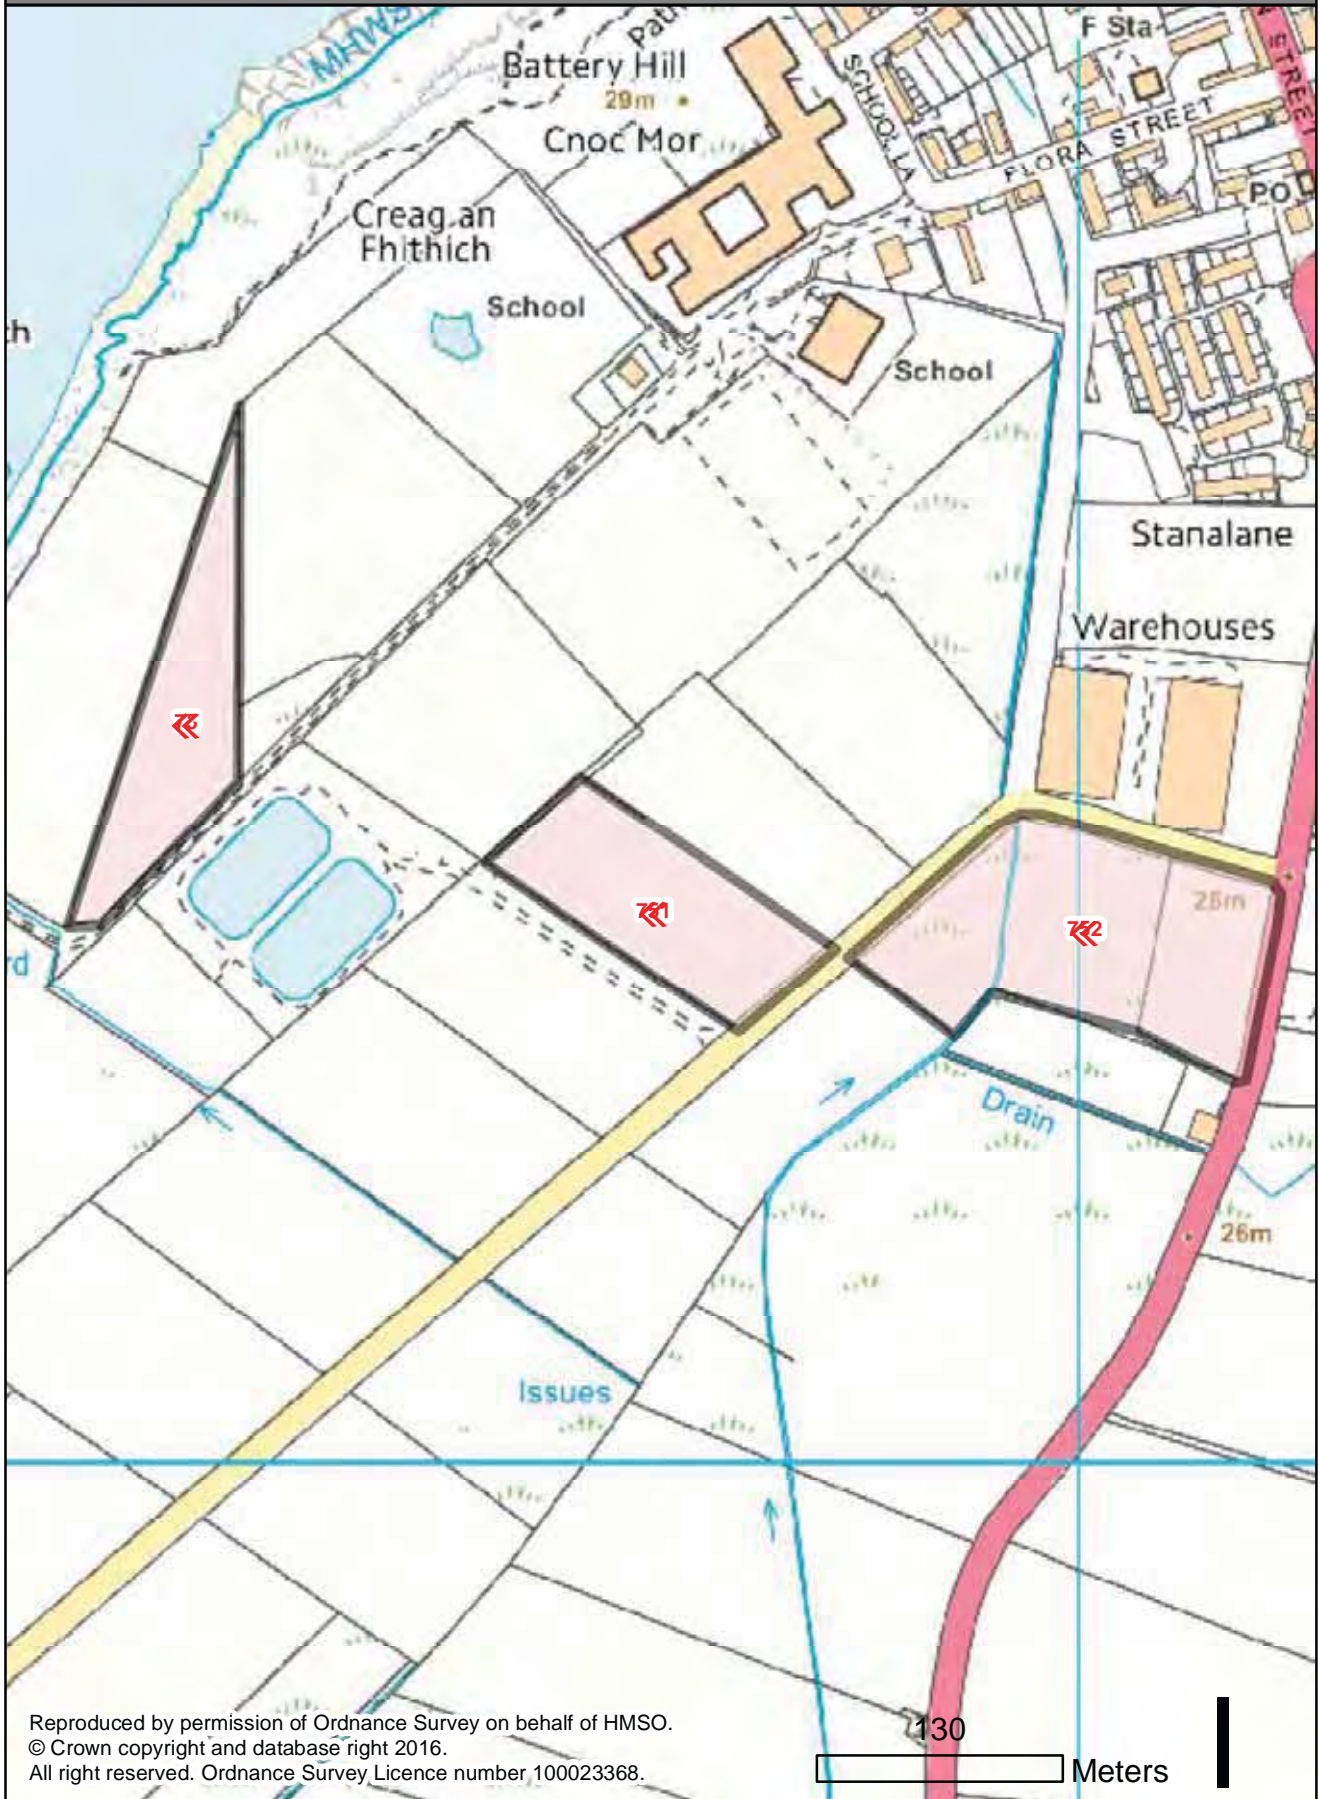 MHWS
Path
Battery Hill
29m
Cnoc Mor
SCHOOL LA
F Sta
STREET
FLORA STREET
PO
Creag an
Fhithich
School
School
Stanalane
Warehouses
25m
Drain
26m
Issues
130
Meters
Reproduced by permission of Ordnance Survey on behalf of HMSO.
© Crown copyright and database right 2016.
All right reserved. Ordnance Survey Licence number 100023368.